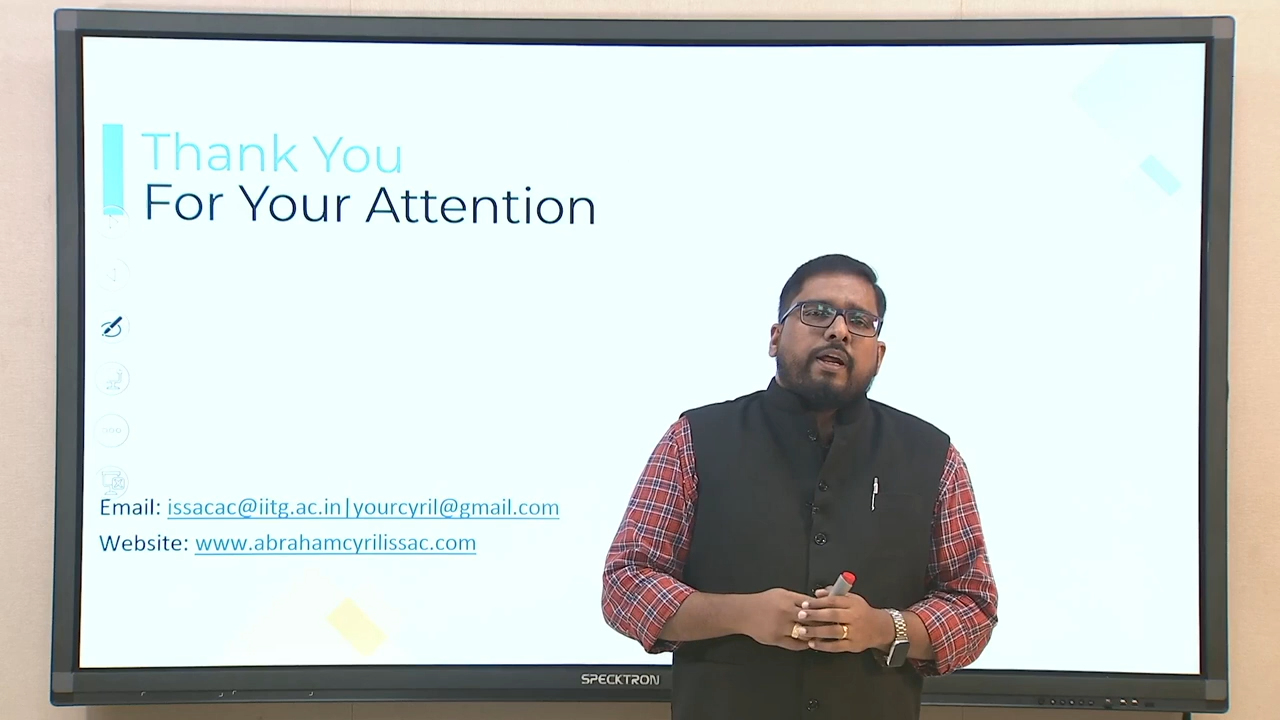 Thank You
For Your Attention
Email: issacac@iitg.ac.in|yourcyril@gmail.com
Website: www.abrahamcyrilissac.com
SPECKTRON